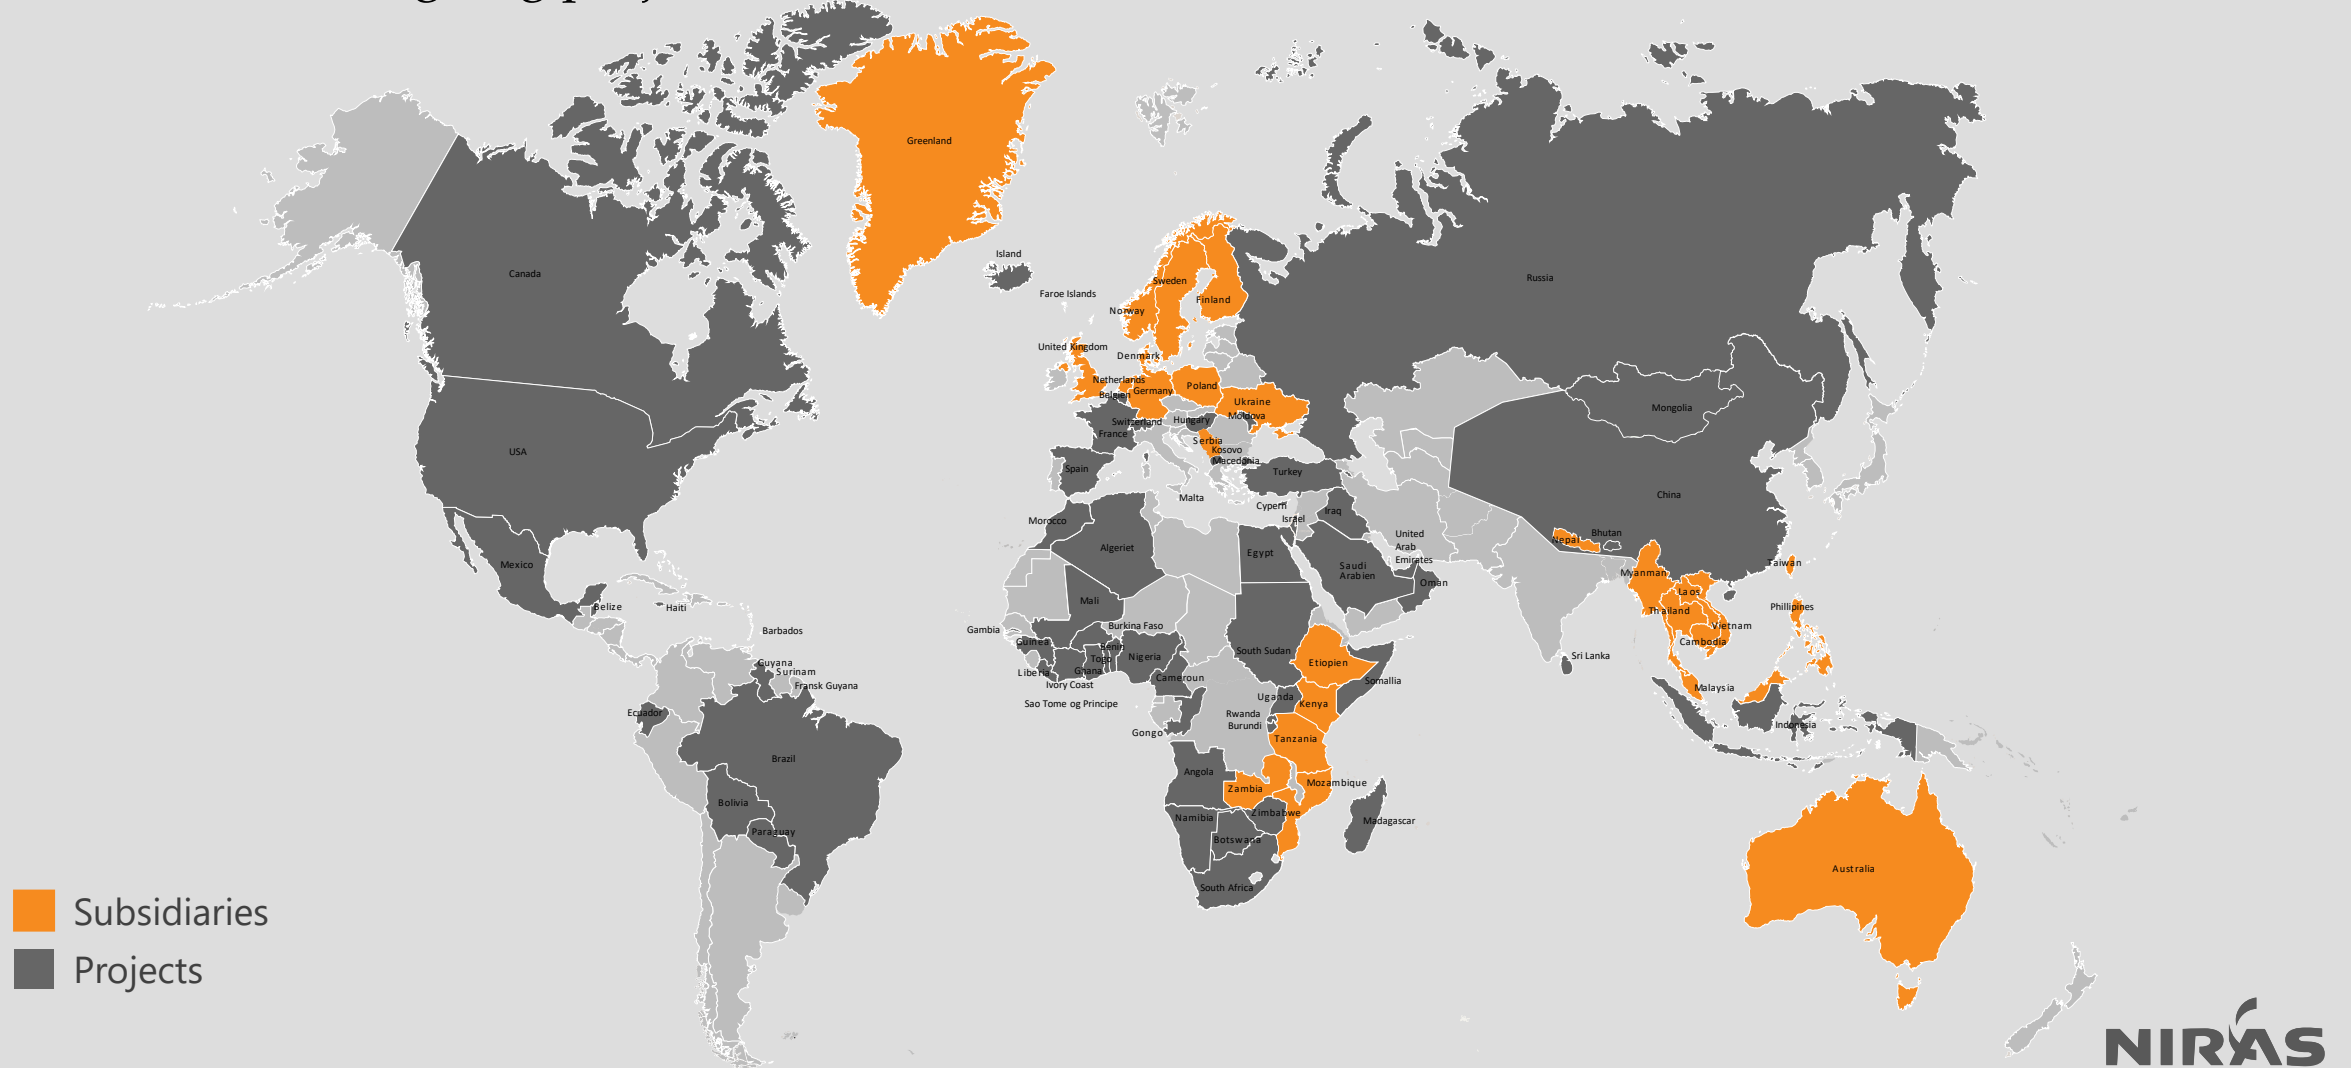 Greenland
Island
Canada
Faroe Islands
Russia
Sweden
Finland
Norway
United Kingdom
Denmark
Netherlands
Germany
Poland
Belgien
Ukraine
Moldova
Mongolia
Switzerland
Hungary
France
Serbia
Kosovo
Macedonia
USA
Spain
Turkey
China
Malta
Cypern
Israel
Iraq
Morocco
Algeriet
Egypt
United
Arab
Emirates
Nepal
Bhutan
Mexico
Saudi
Arabien
Oman
Myanmar
Taiwan
Mali
Laos
Belize
Haiti
Thailand
Phillipines
Barbados
Gambia
Burkina Faso
Vietnam
Guinea
Benin
Togo
Nigeria
South Sudan
Cambodia
Sri Lanka
Guyana
Surinam
Fransk Guyana
Liberia
Ghana
Ivory Coast
Cameroun
Etiopien
Somallia
Malaysia
Sao Tome og Principe
Uganda
Kenya
Ecuador
Rwanda
Burundi
Gongo
Indonesia
Tanzania
Brazil
Angola
Zambia
Mozambique
Bolivia
Zimbabwe
Namibia
Madagascar
Paraguay
Botswana
Australia
South Africa
Subsidiaries
Projects
NIRAS